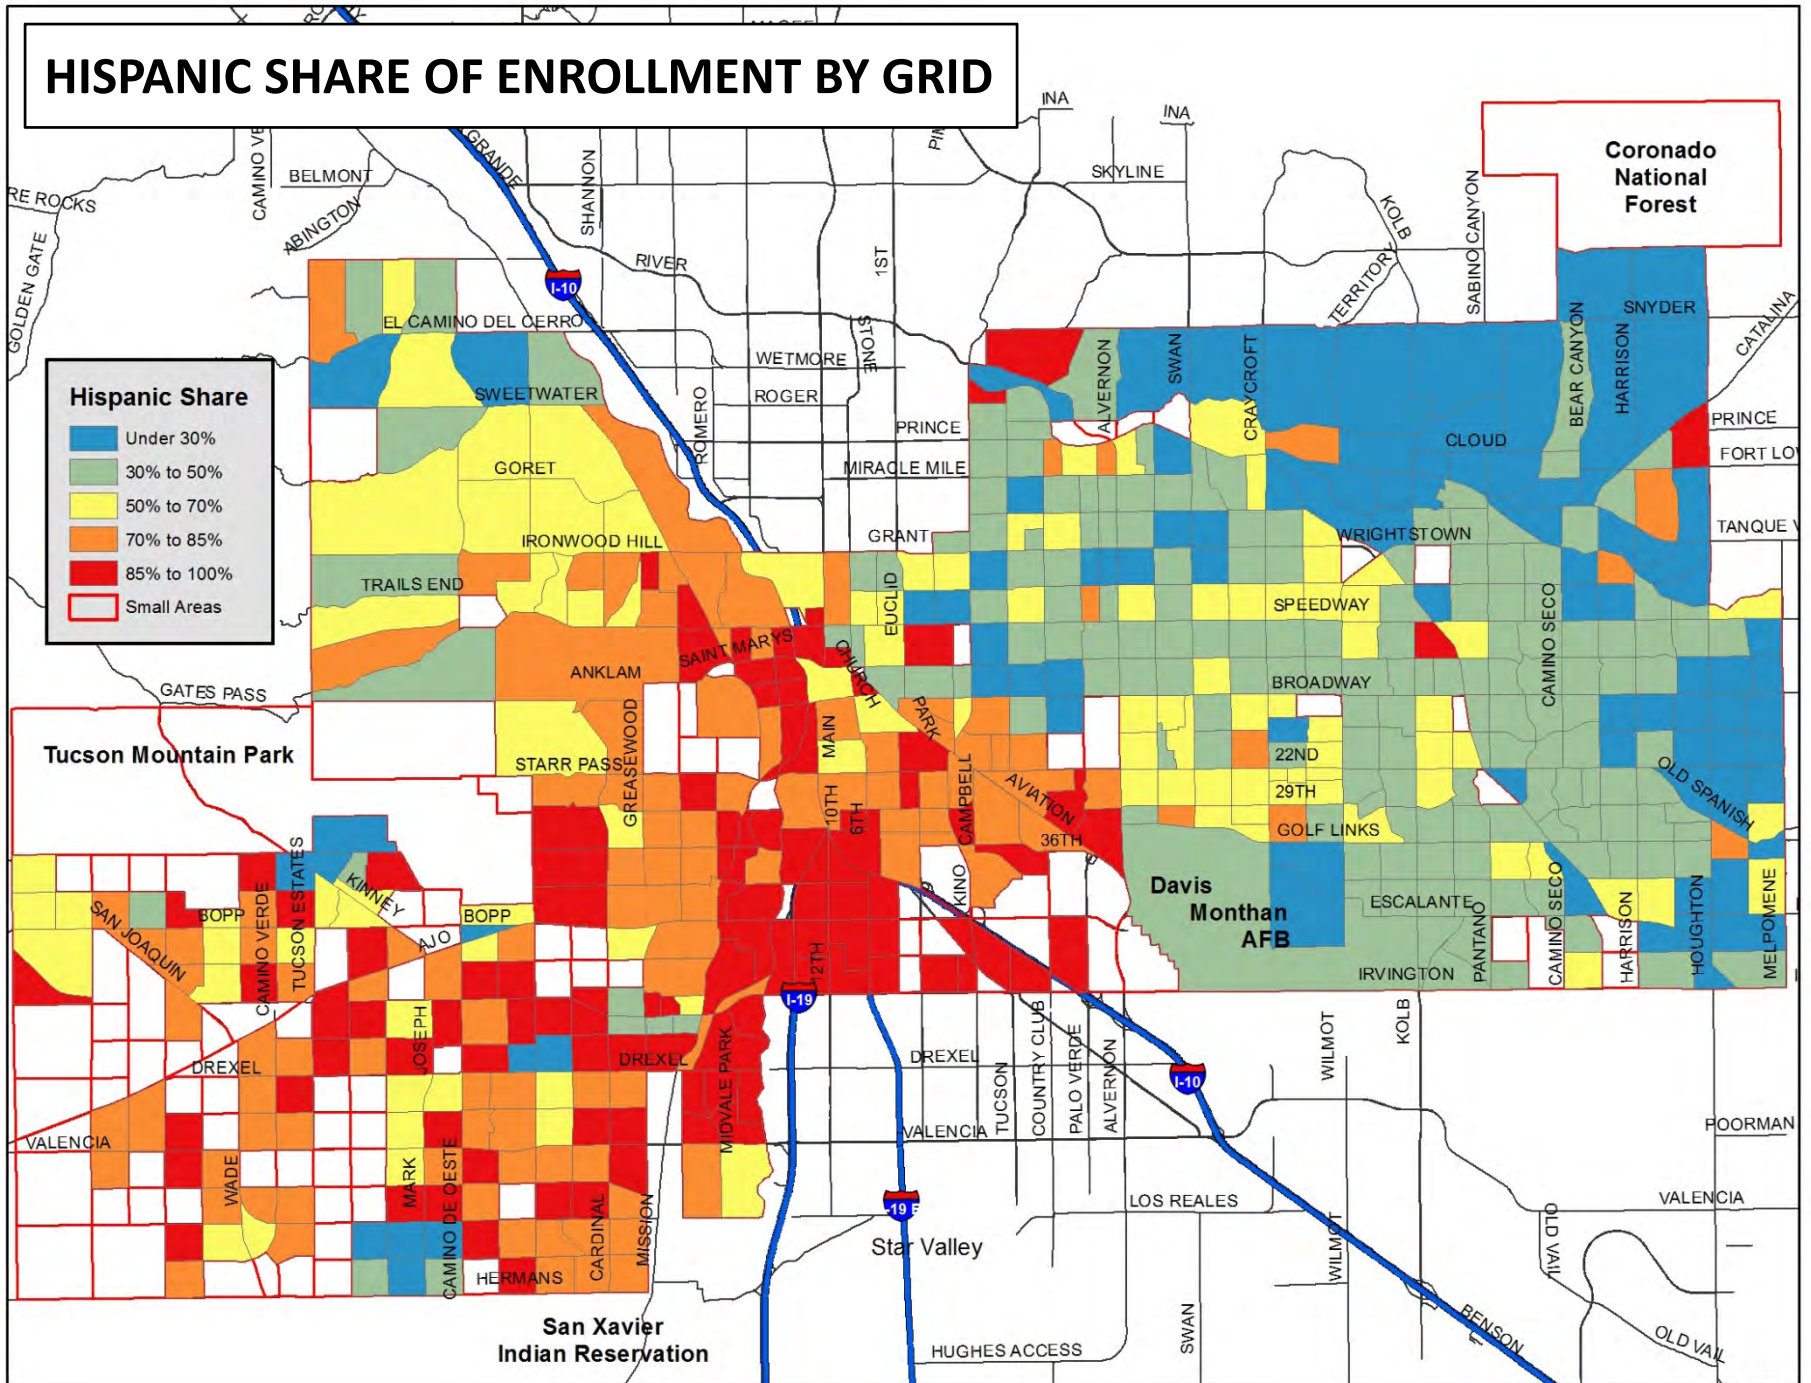 HISPANIC SHARE OF ENROLLMENT BY GRID
INA
INA
GRANDE
SHANNON
BELMONT
ABINGTON
SKYLINE
KOLB
SABINO CANYON
Coronado
National
Forest
GOLDEN GATE
RIVER
1ST
I-10
TERRITORY
BEAR CANYON
SNYDER
HARRISON
CATALINA
EL CAMINO DEL CERRO
STONE
WETMORE
SWEETWATER
ROGER
ROMERO
ALVERNON
SWAN
CRAYCROFT
Hispanic Share
Under 30%
30% to 50%
50% to 70%
70% to 85%
85% to 100%
Small Areas
PRINCE
CLOUD
PRINCE
GORET
MIRACLE MILE
IRONWOOD HILL
GRANT
WRIGHTSTOWN
TRAILS END
EUCLID
SPEEDWAY
CAMINO SECO
SAINT MARYS
ANKLAM
CHURCH
BROADWAY
GATES PASS
GREASEWOOD
MAIN
PARK
Tucson Mountain Park
STARR PASS
22ND
OLD SPANISH
CAMPBELL
AVIATION
29TH
10TH
6TH
36TH
GOLF LINKS
TUCSON ESTATES
KINNEY
KINO
Davis
Monthan
AFB
ESCALANTE
CAMINO SECO
HARRISON
HOUGHTON
MELPOMENE
SAN JOAQUIN
BOPP
CAMINO VERDE
BOPP
AJO
12TH
PANTANO
IRVINGTON
I-19
JOSEPH
DREXEL
DREXEL
MIDVALE PARK
DREXEL
TUCSON
COUNTRY CLUB
PALO VERDE
ALVERNON
I-10
WILMOT
KOLB
VALENCIA
VALENCIA
POORMAN
WADE
MARK
CAMINO DE OESTE
CARDINAL
MISSION
LOS REALES
VALENCIA
Star Valley
WILMOT
OLD VAIL
HERMANS
San Xavier
Indian Reservation
HUGHES ACCESS
SWAN
BENSON
OLD VAIL